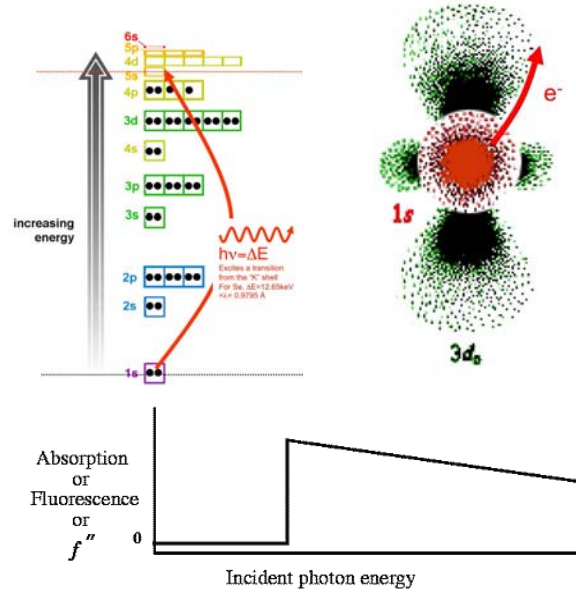 6s
5p
4d
5s
4p
3d
4s
3p
3s
increasing
energy
2p
2s
1s
hν=ΔE
Excites a transition
from the "K" shell
For Se, ΔE=12.65keV
=λ= 0.9795 Å
e-
1s
3d₀
Absorption
or
Fluorescence
or
f″
0
Incident photon energy